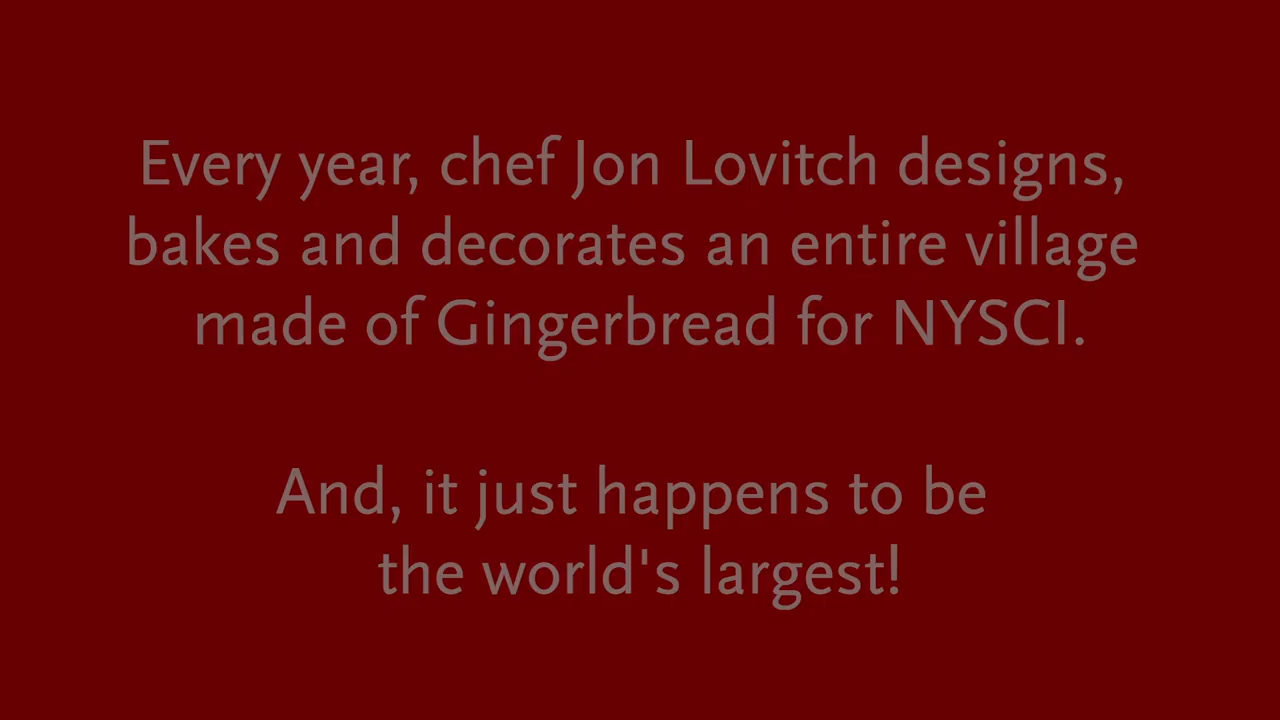 Every year, chef Jon Lovitch designs,
bakes and decorates an entire village
made of Gingerbread for NYSCI.
And, it just happens to be
the world's largest!